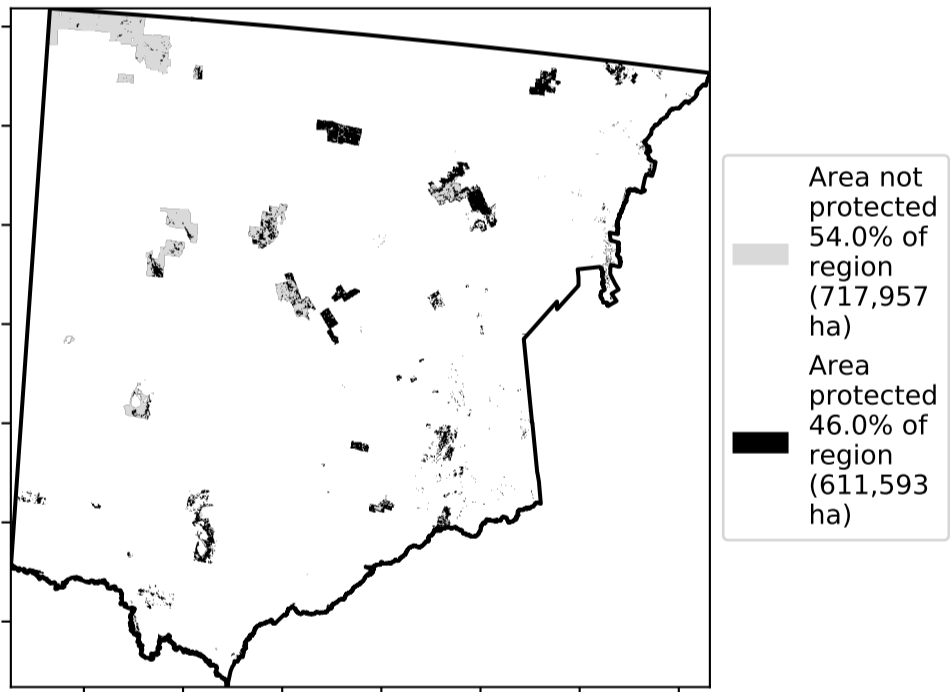 Area not
protected
54.0% of
region
(717,957
ha)
Area
protected
46.0% of
region
(611,593
ha)